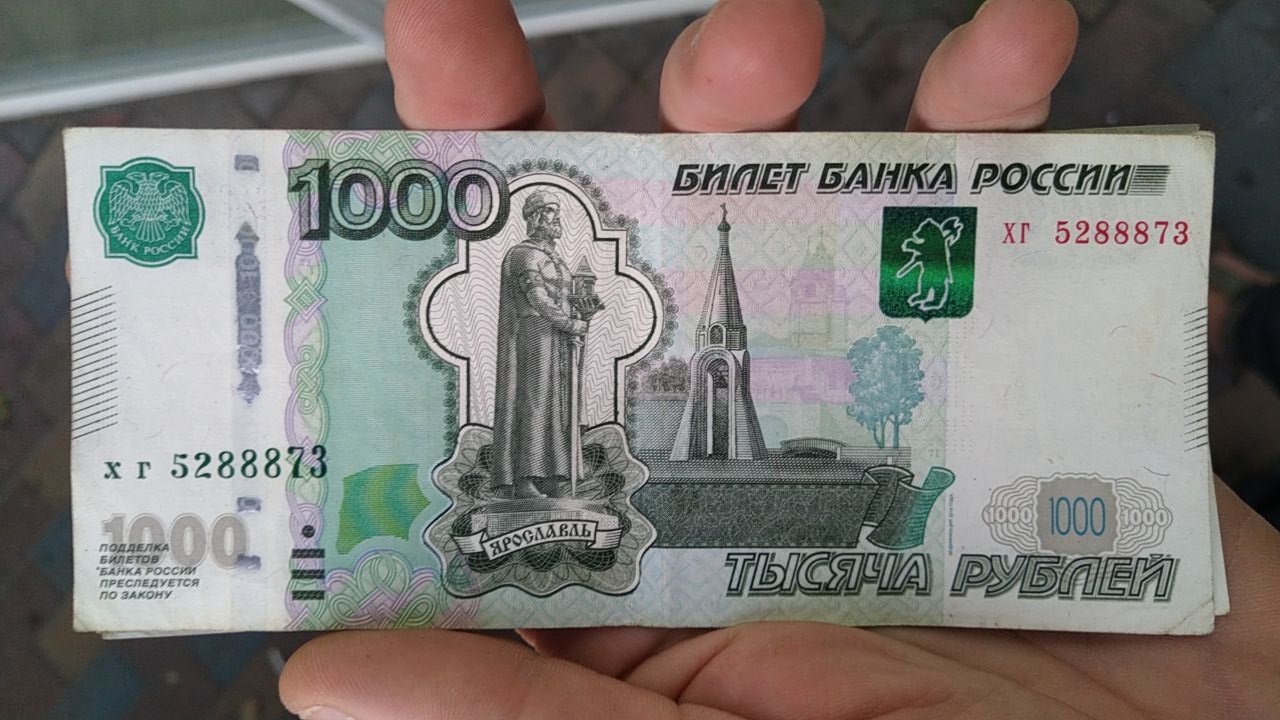 БАНК РОССИИ
1000
БИЛЕТ БАНКА РОССИИ
хг 5288873
хг 5288873
1000
ПОДДЕЛКА
БИЛЕТОВ
БАНКА РОССИИ
ПРЕСЛЕДУЕТСЯ
ПО ЗАКОНУ
ЯРОСЛАВЛЬ
1000 1000 1000
ТЫСЯЧА РУБЛЕЙ